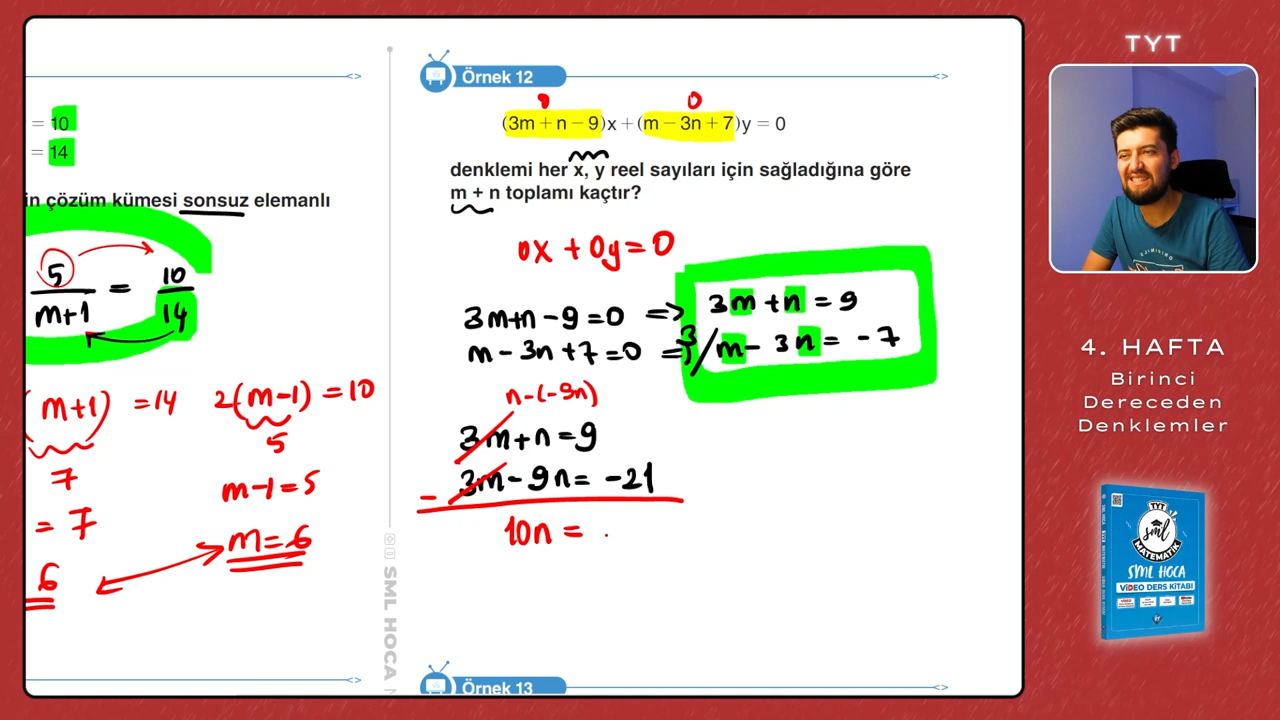 = 10
= 14
in çözüm kümesi sonsuz elemanlı
5/m+1 = 10/14
(m+1) = 14
7
= 7
6
2(m-1) = 10
5
m-1=5
m=6
Örnek 12
0 0
(3m + n − 9)x + (m − 3n + 7)y = 0
denklemi her x, y reel sayıları için sağladığına göre
m + n toplamı kaçtır?
0x + 0y = 0
3m+n-9=0 => 3m+n=9
m-3n+7=0 => 3/ m-3n=-7
n-(-9n)
3m+n=9
- 3m-9n=-21
10n =
SML HOCA
Örnek 13
TYT
4. HAFTA
Birinci
Dereceden
Denklemler
TYT
sml
MATEMATİK
SML HOCA
VİDEO DERS KİTABI